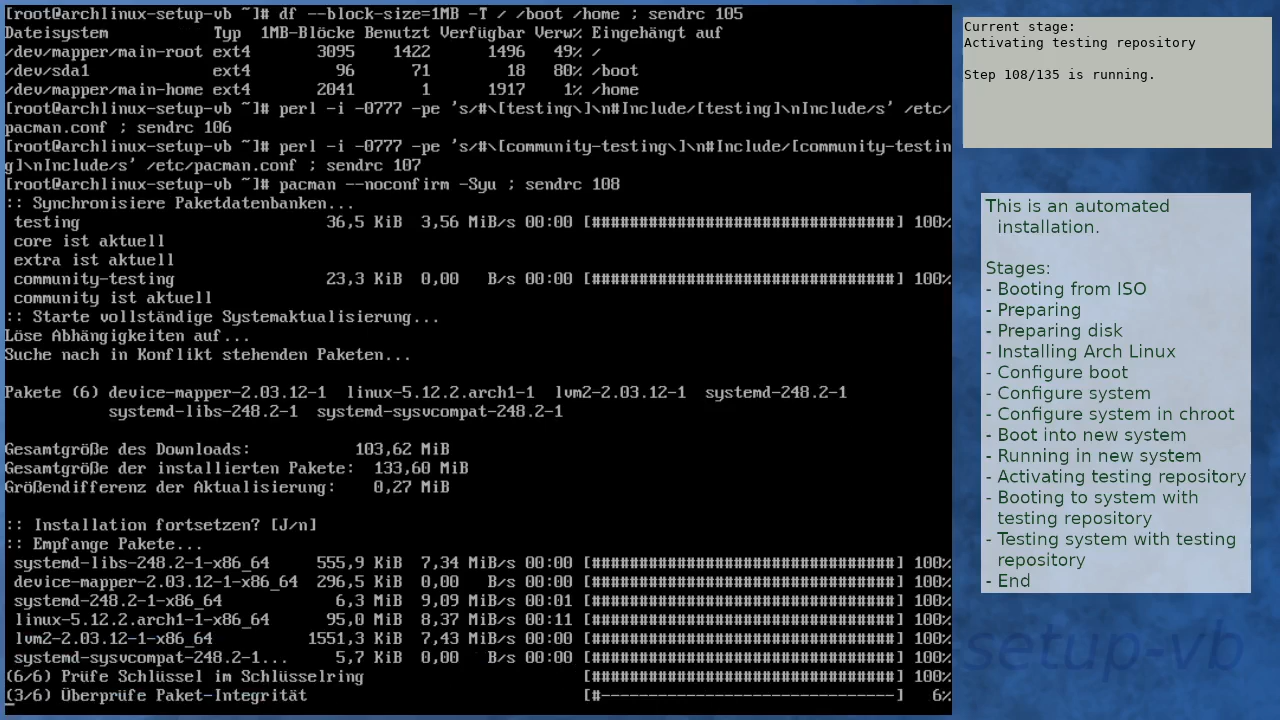 [root@archlinux-setup-vb ~]# df --block-size=1MB -T / /boot /home ; sendrc 105
Dateisystem           Typ  1MB-Blöcke Benutzt Verfügbar Verw% Eingehängt auf
/dev/mapper/main-root ext4       3095    1422      1496   49% /
/dev/sda1             ext4         96      71        18   80% /boot
/dev/mapper/main-home ext4       2041       1      1917    1% /home
[root@archlinux-setup-vb ~]# perl -i -0777 -pe 's/#\[testing\]\n#Include/[testing]\nInclude/s' /etc/
pacman.conf ; sendrc 106
[root@archlinux-setup-vb ~]# perl -i -0777 -pe 's/#\[community-testing\]\n#Include/[community-testin
g]\nInclude/s' /etc/pacman.conf ; sendrc 107
[root@archlinux-setup-vb ~]# pacman --noconfirm -Syu ; sendrc 108
:: Synchronisiere Paketdatenbanken...
 testing                          36,5 KiB  3,56 MiB/s 00:00 [################################] 100%
 core ist aktuell
 extra ist aktuell
 community-testing                23,3 KiB  0,00   B/s 00:00 [################################] 100%
 community ist aktuell
:: Starte vollständige Systemaktualisierung...
Löse Abhängigkeiten auf...
Suche nach in Konflikt stehenden Paketen...
Pakete (6) device-mapper-2.03.12-1  linux-5.12.2.arch1-1  lvm2-2.03.12-1  systemd-248.2-1
           systemd-libs-248.2-1  systemd-sysvcompat-248.2-1
Gesamtgröße des Downloads:           103,62 MiB
Gesamtgröße der installierten Pakete:  133,60 MiB
Größendifferenz der Aktualisierung:    0,27 MiB
:: Installation fortsetzen? [J/n]
:: Empfange Pakete...
 systemd-libs-248.2-1-x86_64     555,9 KiB  7,34 MiB/s 00:00 [################################] 100%
 device-mapper-2.03.12-1-x86_64  296,5 KiB  0,00   B/s 00:00 [################################] 100%
 systemd-248.2-1-x86_64            6,3 MiB  9,09 MiB/s 00:01 [################################] 100%
 linux-5.12.2.arch1-1-x86_64      95,0 MiB  8,37 MiB/s 00:11 [################################] 100%
 lvm2-2.03.12-1-x86_64          1551,3 KiB  7,43 MiB/s 00:00 [################################] 100%
 systemd-sysvcompat-248.2-1...     5,7 KiB  0,00   B/s 00:00 [################################] 100%
(6/6) Prüfe Schlüssel im Schlüsselring                       [################################] 100%
(3/6) Überprüfe Paket-Integrität                             [#-------------------------------]   6%
Current stage:
Activating testing repository
Step 108/135 is running.
This is an automated
installation.
Stages:
- Booting from ISO
- Preparing
- Preparing disk
- Installing Arch Linux
- Configure boot
- Configure system
- Configure system in chroot
- Boot into new system
- Running in new system
- Activating testing repository
- Booting to system with
testing repository
- Testing system with testing
repository
- End
setup-vb